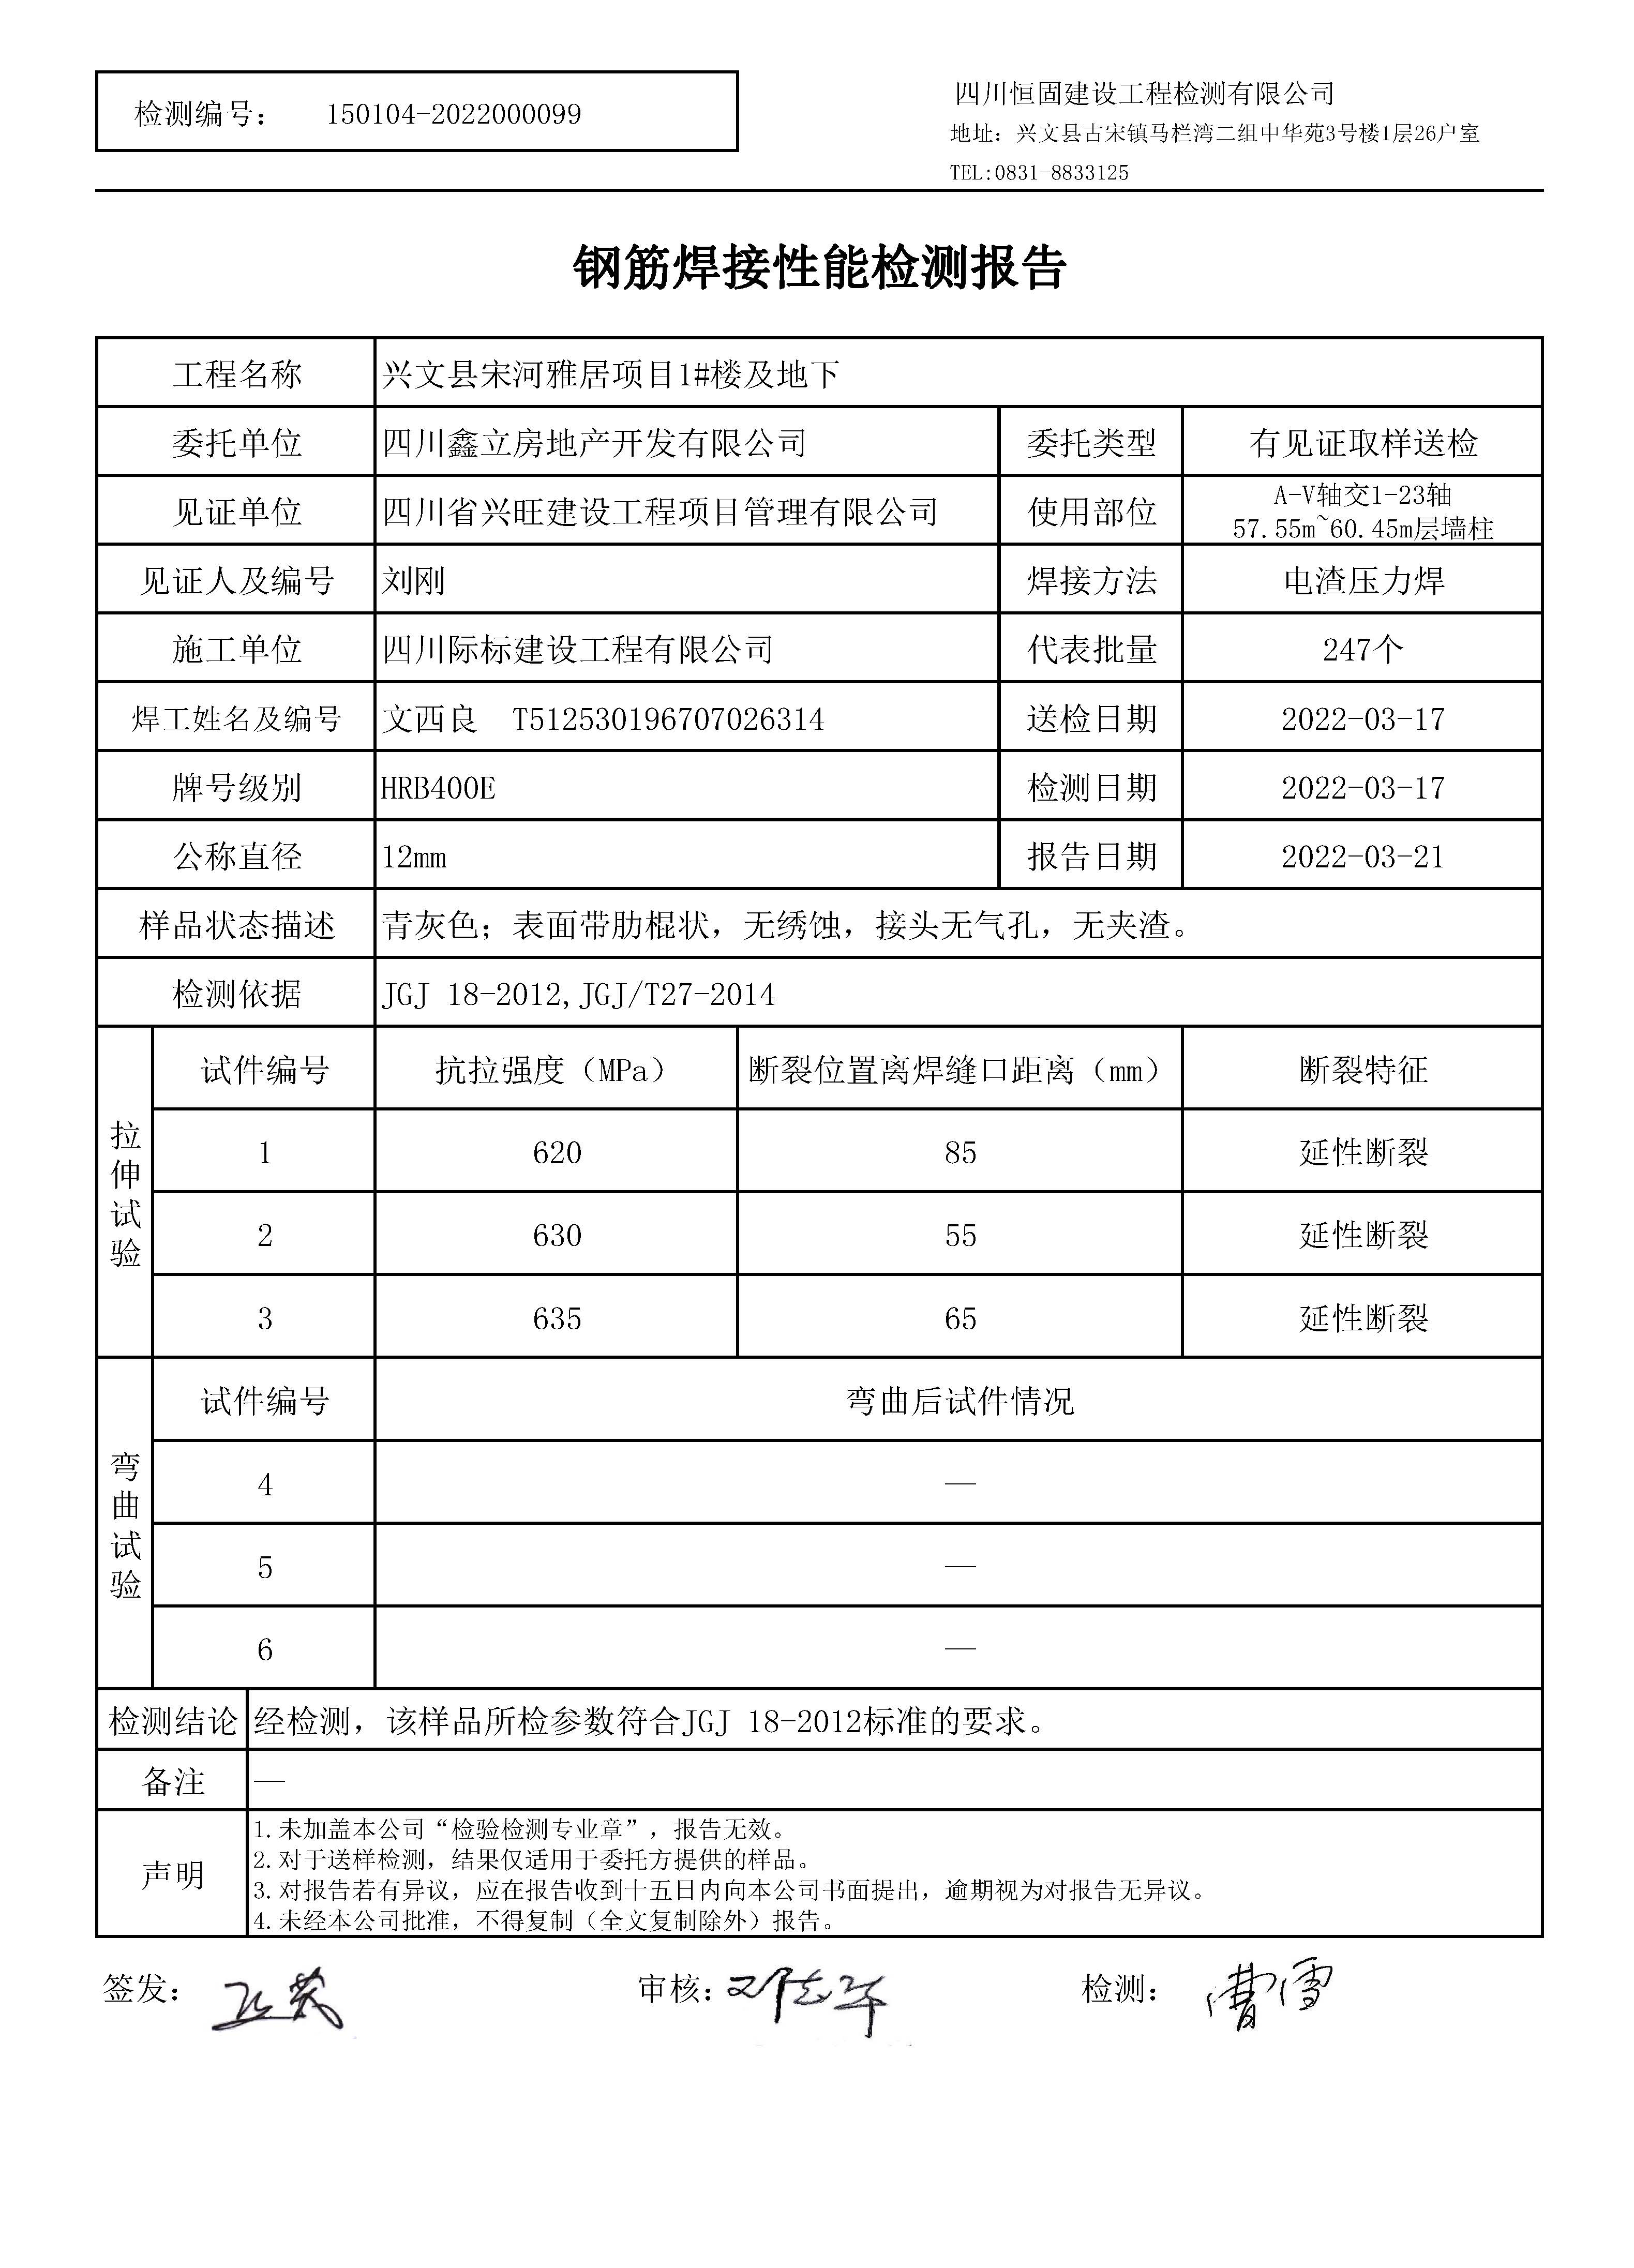 检测编号： 150104-2022000099
四川恒固建设工程检测有限公司
地址：兴文县古宋镇马栏湾二组中华苑3号楼1层26户室
TEL:0831-8833125
钢筋焊接性能检测报告
工程名称 兴文县宋河雅居项目1#楼及地下
委托单位 四川鑫立房地产开发有限公司 委托类型 有见证取样送检
见证单位 四川省兴旺建设工程项目管理有限公司 使用部位 A-V轴交1-23轴
57.55m~60.45m层墙柱
见证人及编号 刘刚 焊接方法 电渣压力焊
施工单位 四川际标建设工程有限公司 代表批量 247个
焊工姓名及编号 文西良 T512530196707026314 送检日期 2022-03-17
牌号级别 HRB400E 检测日期 2022-03-17
公称直径 12mm 报告日期 2022-03-21
样品状态描述 青灰色；表面带肋棍状，无绣蚀，接头无气孔，无夹渣。
检测依据 JGJ 18-2012,JGJ/T27-2014
拉伸试验
试件编号 抗拉强度（MPa） 断裂位置离焊缝口距离（mm） 断裂特征
1 620 85 延性断裂
2 630 55 延性断裂
3 635 65 延性断裂
弯曲试验
试件编号 弯曲后试件情况
4 —
5 —
6 —
检测结论 经检测，该样品所检参数符合JGJ 18-2012标准的要求。
备注 —
声明
1.未加盖本公司“检验检测专业章”，报告无效。
2.对于送样检测，结果仅适用于委托方提供的样品。
3.对报告若有异议，应在报告收到十五日内向本公司书面提出，逾期视为对报告无异议。
4.未经本公司批准，不得复制（全文复制除外）报告。
签发： 审核： 检测： 曹雪